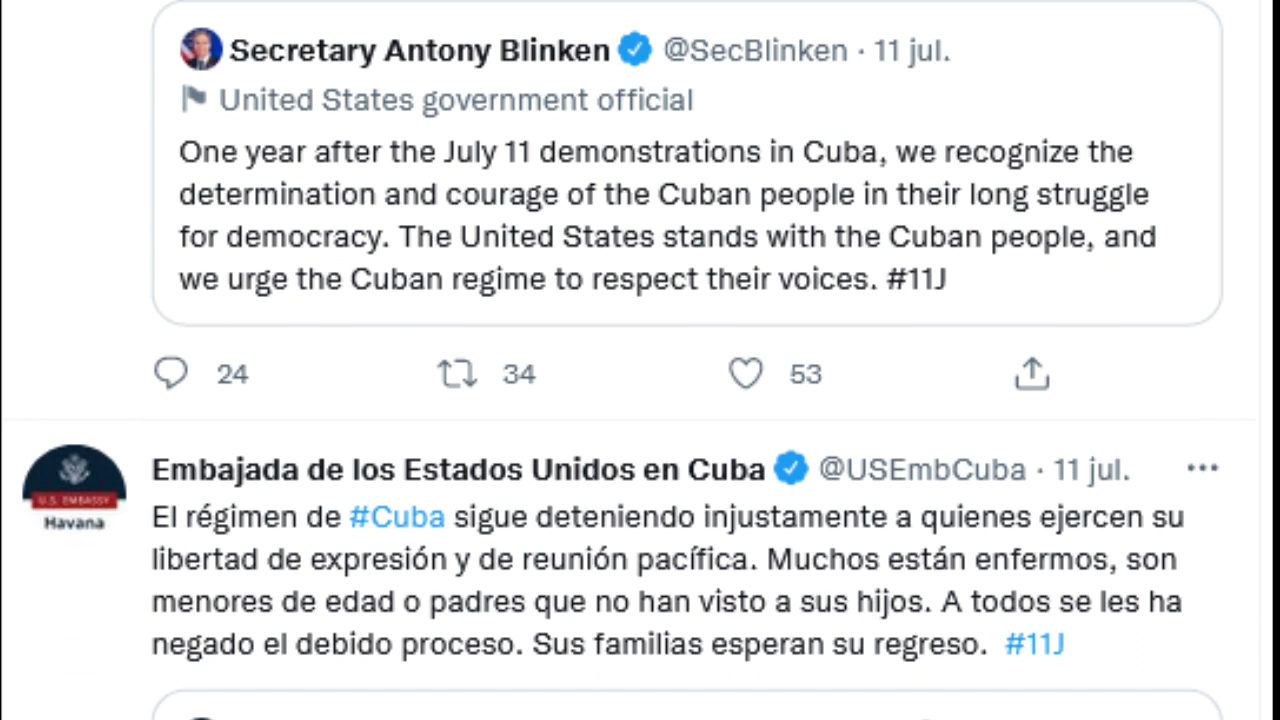 Secretary Antony Blinken @SecBlinken · 11 jul.
United States government official
One year after the July 11 demonstrations in Cuba, we recognize the
determination and courage of the Cuban people in their long struggle
for democracy. The United States stands with the Cuban people, and
we urge the Cuban regime to respect their voices. #11J
24 34 53
Embajada de los Estados Unidos en Cuba @USEmbCuba · 11 jul.
U.S. EMBASSY
Havana
El régimen de #Cuba sigue deteniendo injustamente a quienes ejercen su
libertad de expresión y de reunión pacífica. Muchos están enfermos, son
menores de edad o padres que no han visto a sus hijos. A todos se les ha
negado el debido proceso. Sus familias esperan su regreso. #11J